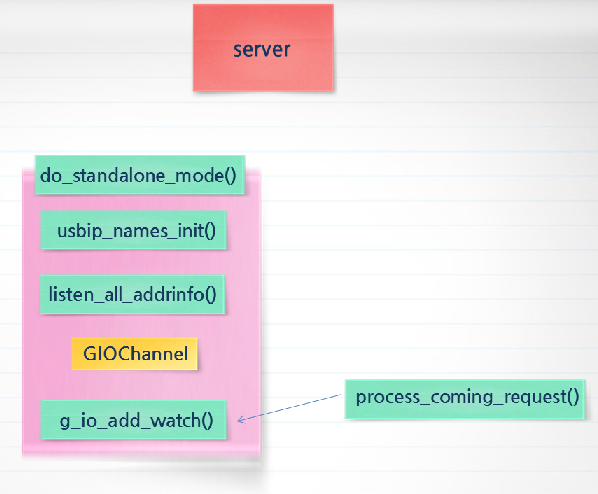 server
do_standalone_mode()
usbip_names_init()
listen_all_addrinfo()
GIOChannel
g_io_add_watch()
process_coming_request()